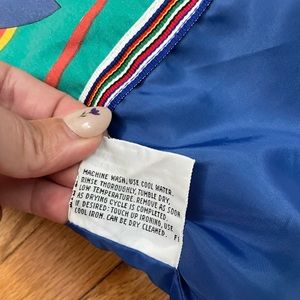 MACHINE WASH, USE COOL WATER.
RINSE THOROUGHLY, TUMBLE DRY,
LOW TEMPERATURE. REMOVE AS SOON
AS DRYING CYCLE IS COMPLETED.
IF DESIRED: TOUCH UP IRONING, USE
COOL IRON. CAN BE DRY CLEANED.